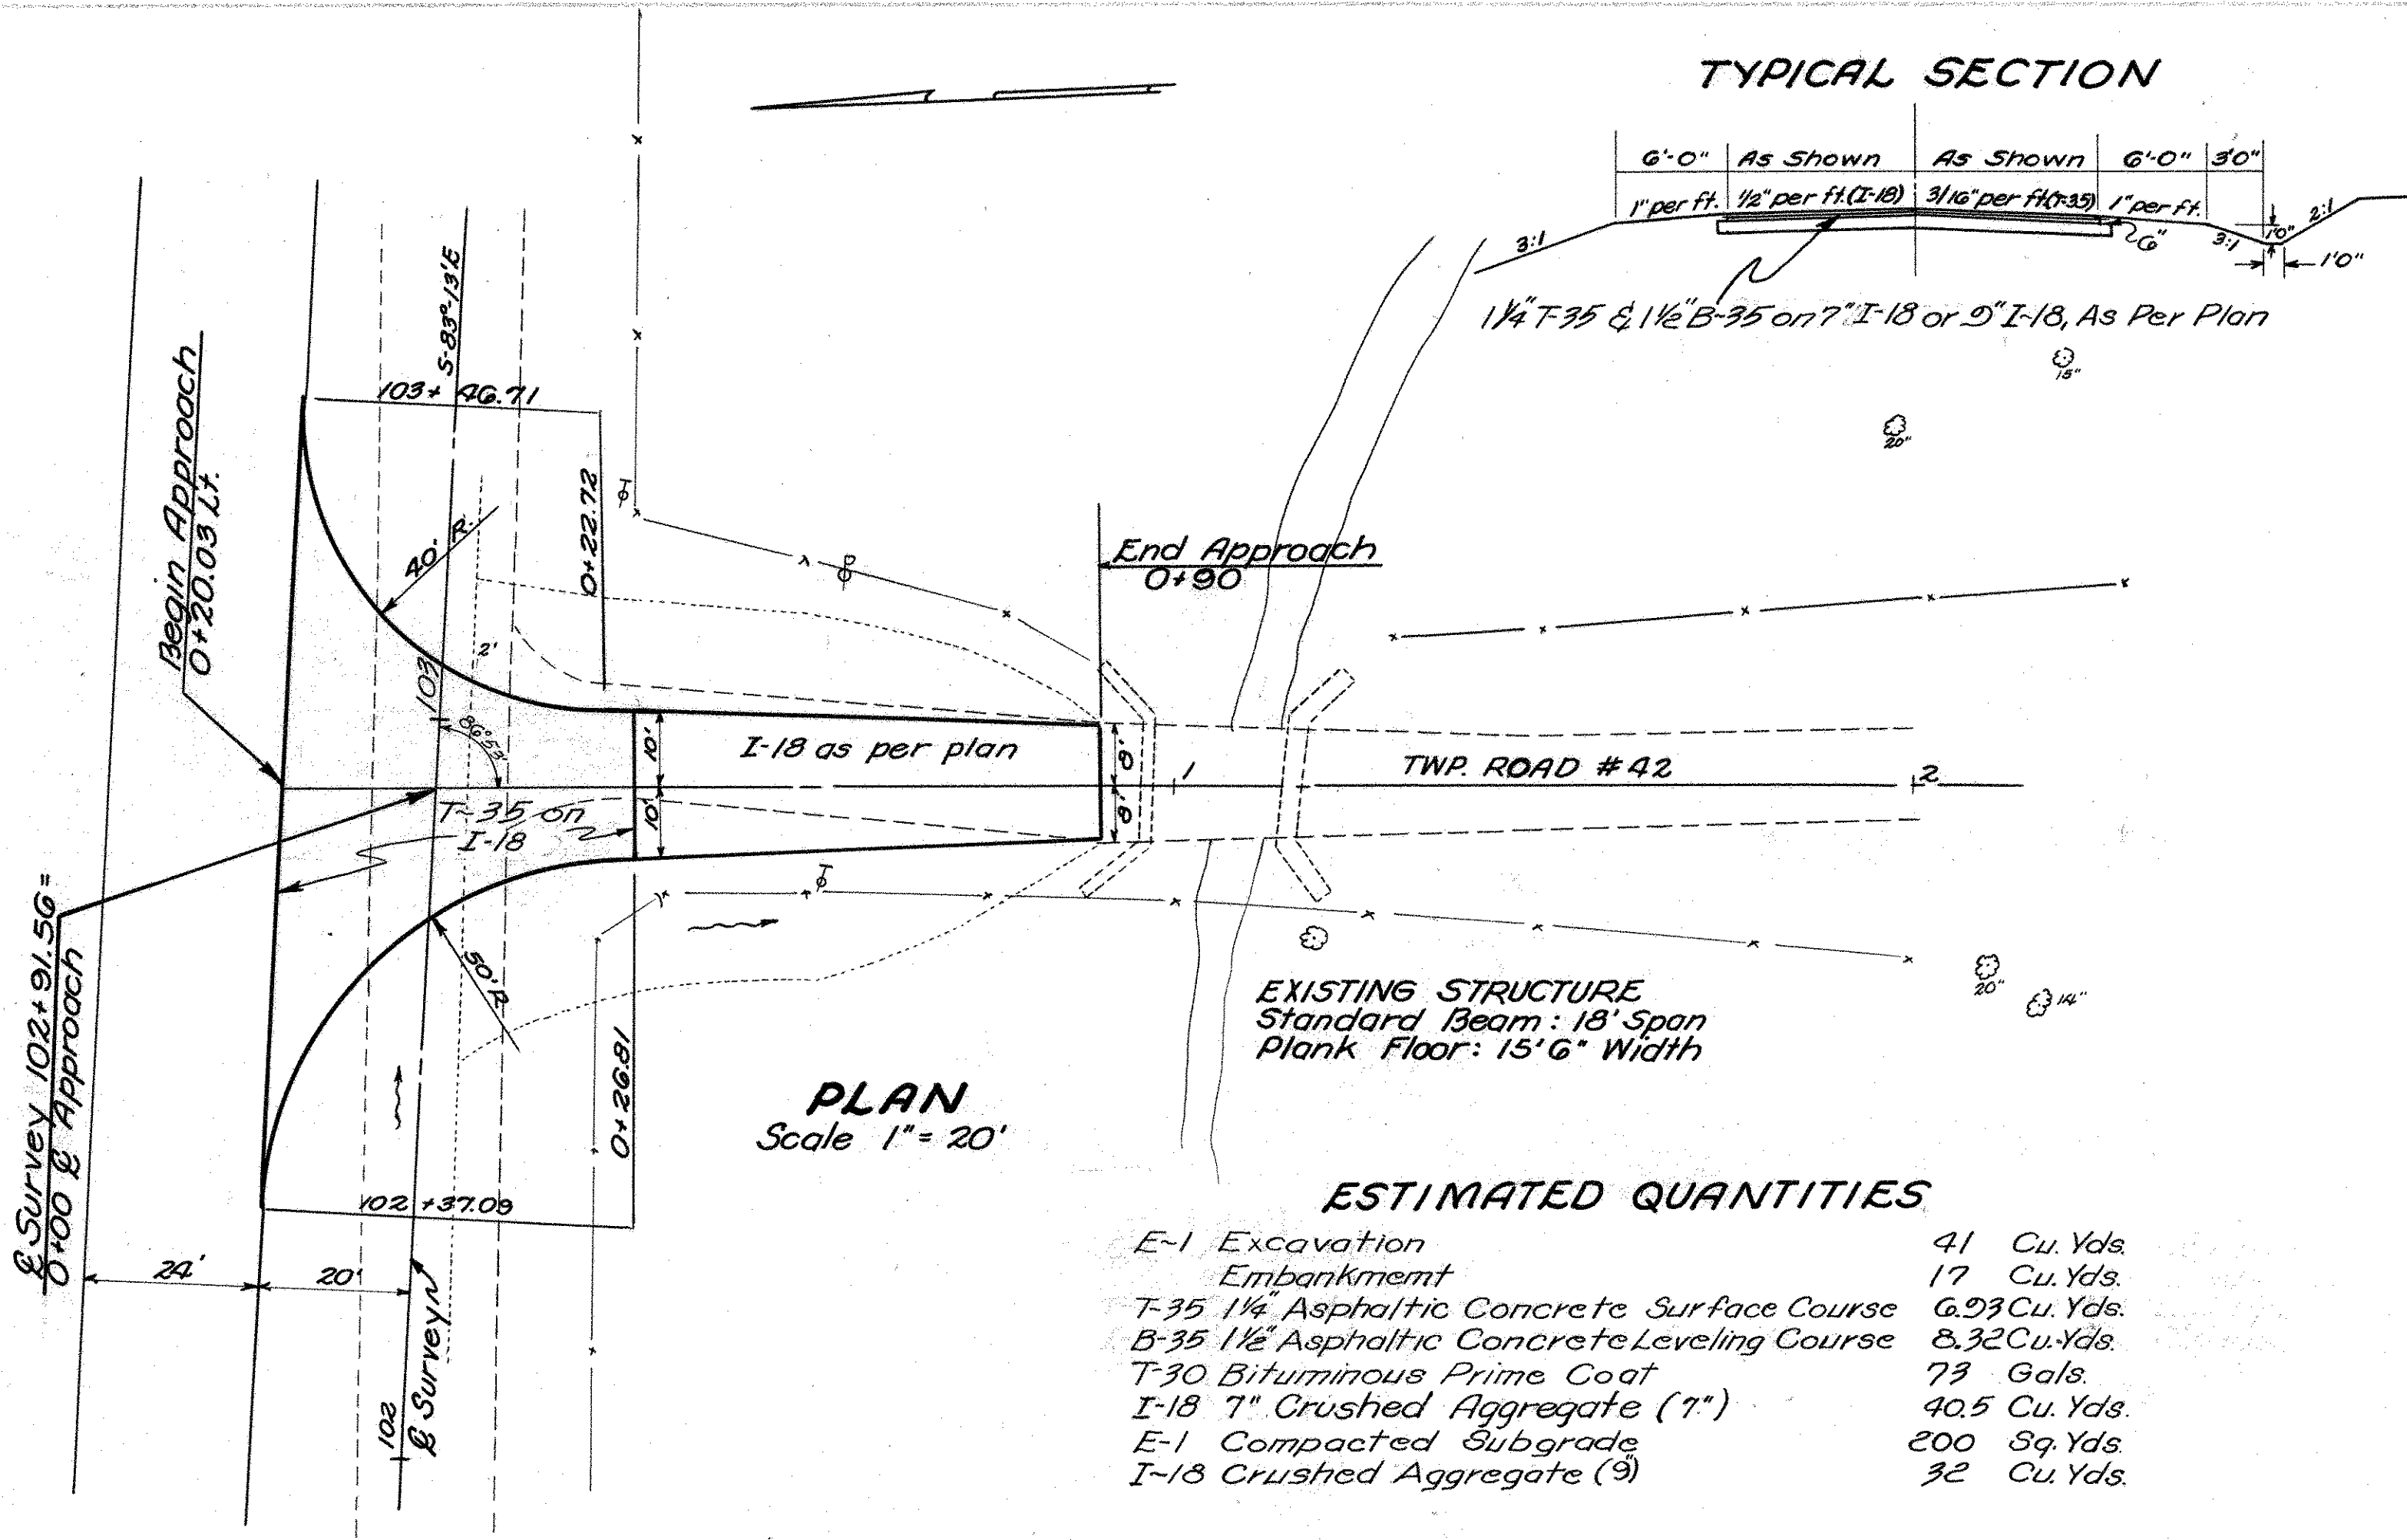 TYPICAL SECTION
6'-0" As Shown As Shown 6'-0" 3'0"
1" per ft. 1/2" per ft.(I-18) 3/16" per ft.(T-35) 1" per ft.
3:1
6"
3:1
1'0"
2:1
1'0"
1 1/4" T-35 & 1 1/2" B-35 on 7" I-18 or 9" I-18, As Per Plan
15"
20"
S-83°-13'E
Begin Approach
0+20.03 Lt.
103+46.71
0+22.72
40' R.
2'
103
86°53'
End Approach
0+90
10'
10'
I-18 as per plan
8'
8'
1
TWP. ROAD #42
2
T-35 on
I-18
℄ Survey 102+91.56=
0+00 ℄ Approach
50' R
0+26.81
102+37.09
24'
20'
℄ Survey
102
EXISTING STRUCTURE
Standard Beam: 18' Span
Plank Floor: 15'6" Width
20"
14"
PLAN
Scale 1"= 20'
ESTIMATED QUANTITIES
E-1 Excavation 41 Cu. Yds.
Embankmemt 17 Cu. Yds.
T-35 1 1/4" Asphaltic Concrete Surface Course 6.93 Cu. Yds.
B-35 1 1/2" Asphaltic Concrete Leveling Course 8.32 Cu. Yds.
T-30 Bituminous Prime Coat 73 Gals.
I-18 7" Crushed Aggregate (7") 40.5 Cu. Yds.
E-1 Compacted Subgrade 200 Sq. Yds.
I-18 Crushed Aggregate (9") 32 Cu. Yds.